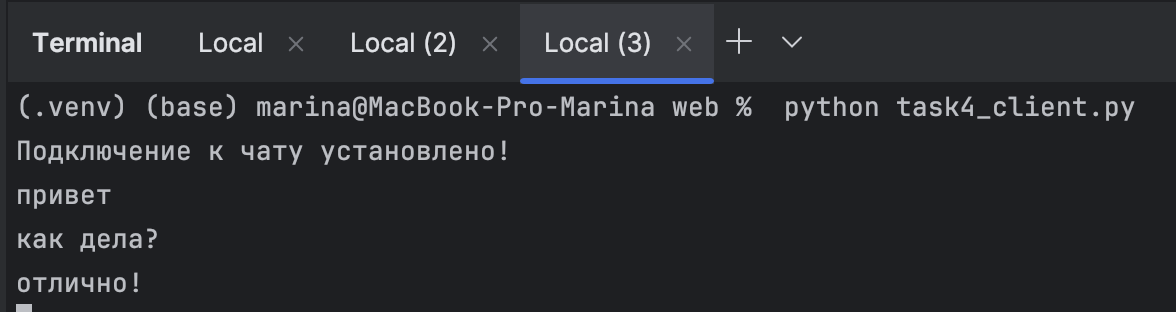 Terminal Local × Local (2) × Local (3) ×
(.venv) (base) marina@MacBook-Pro-Marina web %  python task4_client.py
Подключение к чату установлено!
привет
как дела?
отлично!